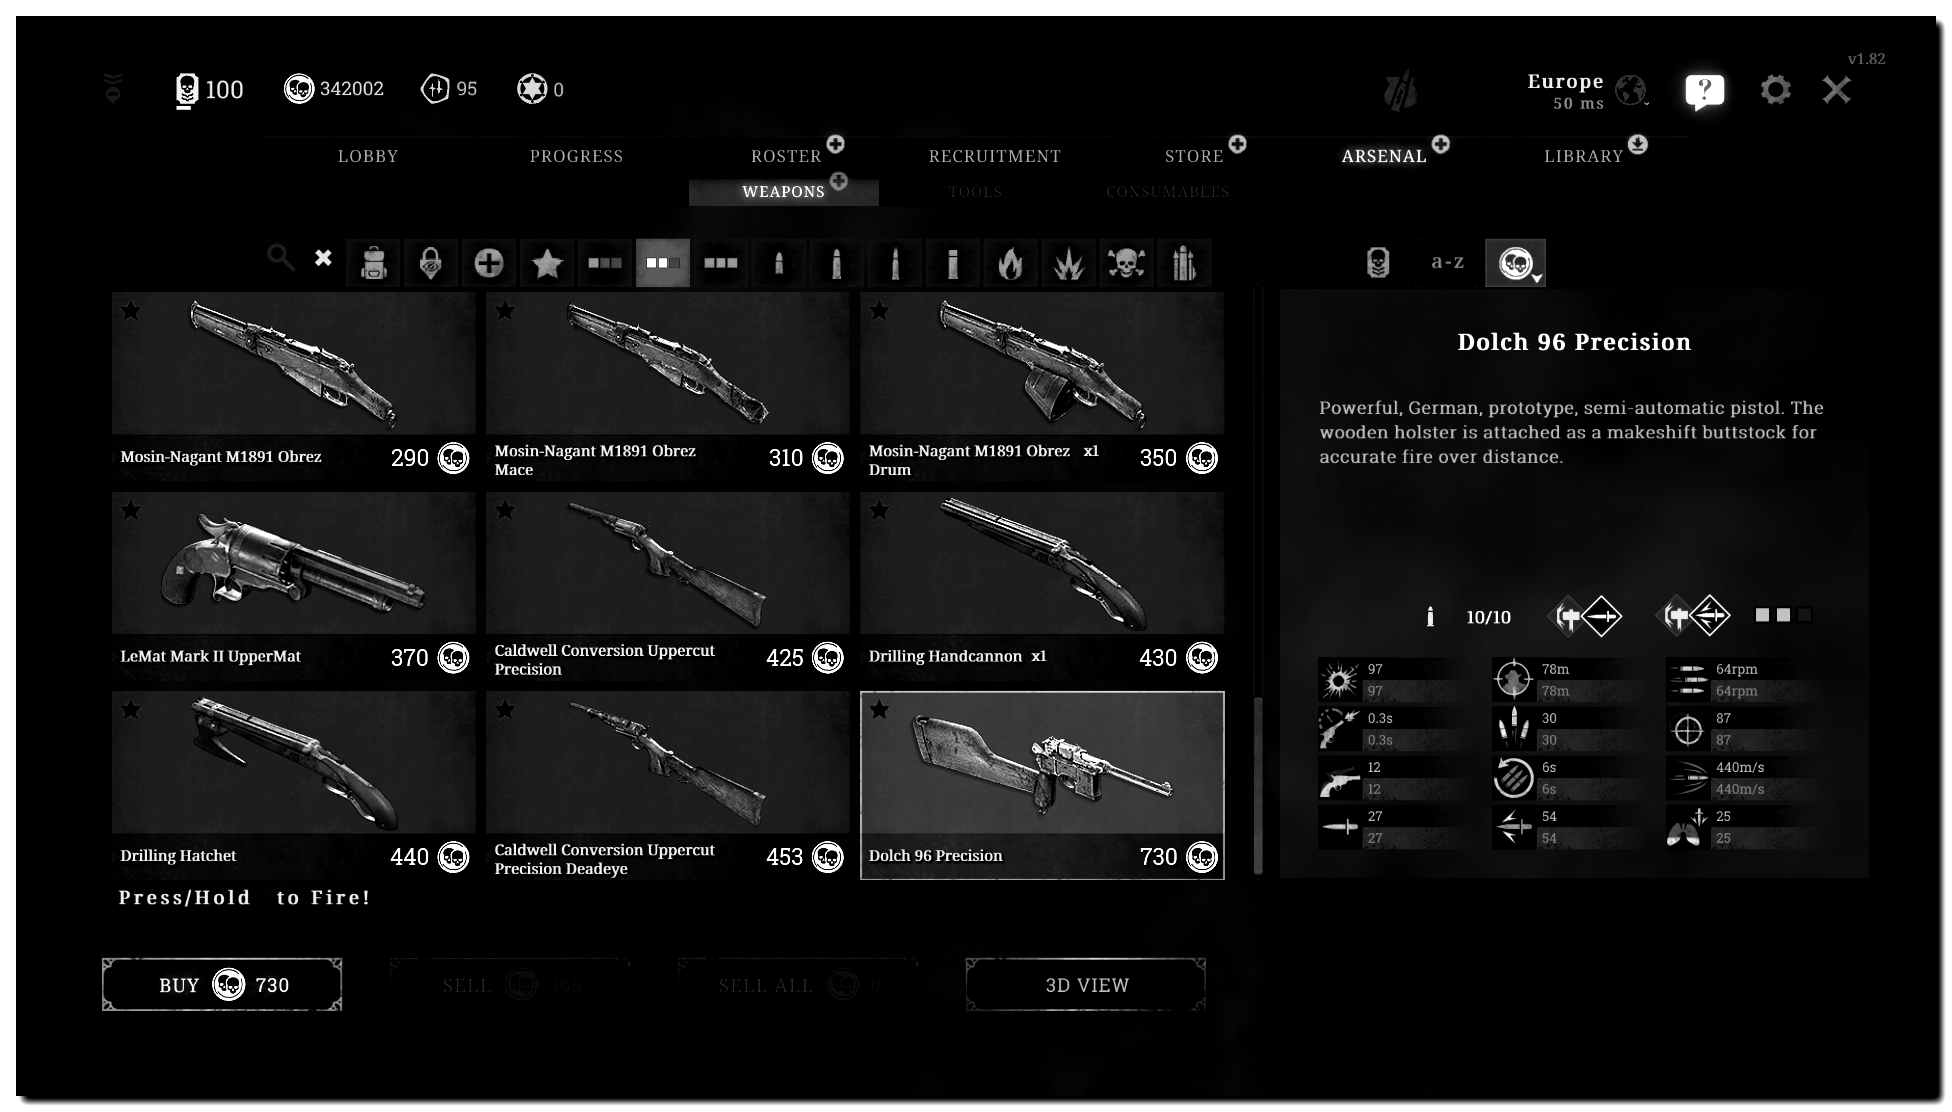 v1.82
100
342002
95
0
Europe
50 ms
?
LOBBY
PROGRESS
ROSTER
RECRUITMENT
STORE
ARSENAL
LIBRARY
WEAPONS
TOOLS
CONSUMABLES
a-z
Mosin-Nagant M1891 Obrez
290
Mosin-Nagant M1891 Obrez
Mace
310
Mosin-Nagant M1891 Obrez x1
Drum
350
LeMat Mark II UpperMat
370
Caldwell Conversion Uppercut
Precision
425
Drilling Handcannon x1
430
Drilling Hatchet
440
Caldwell Conversion Uppercut
Precision Deadeye
453
Dolch 96 Precision
730
Press/Hold to Fire!
BUY 730
SELL 365
SELL ALL 0
3D VIEW
Dolch 96 Precision
Powerful, German, prototype, semi-automatic pistol. The
wooden holster is attached as a makeshift buttstock for
accurate fire over distance.
10/10
97
97
78m
78m
64rpm
64rpm
0.3s
0.3s
30
30
87
87
12
12
6s
6s
440m/s
440m/s
27
27
54
54
25
25